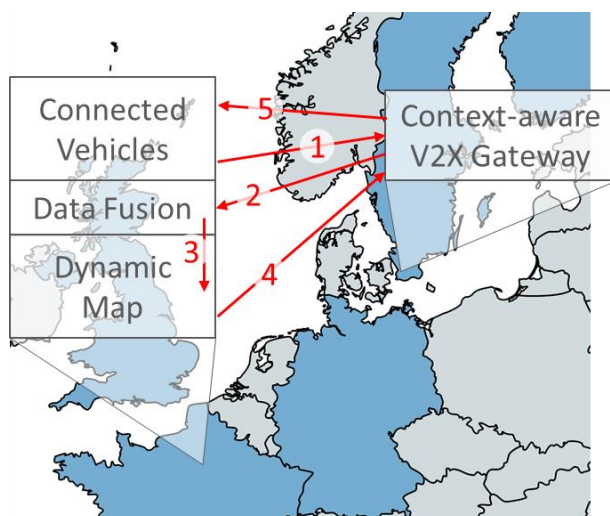 Connected
Vehicles
Data Fusion
Dynamic
Map
5
1
2
3
4
Context-aware
V2X Gateway